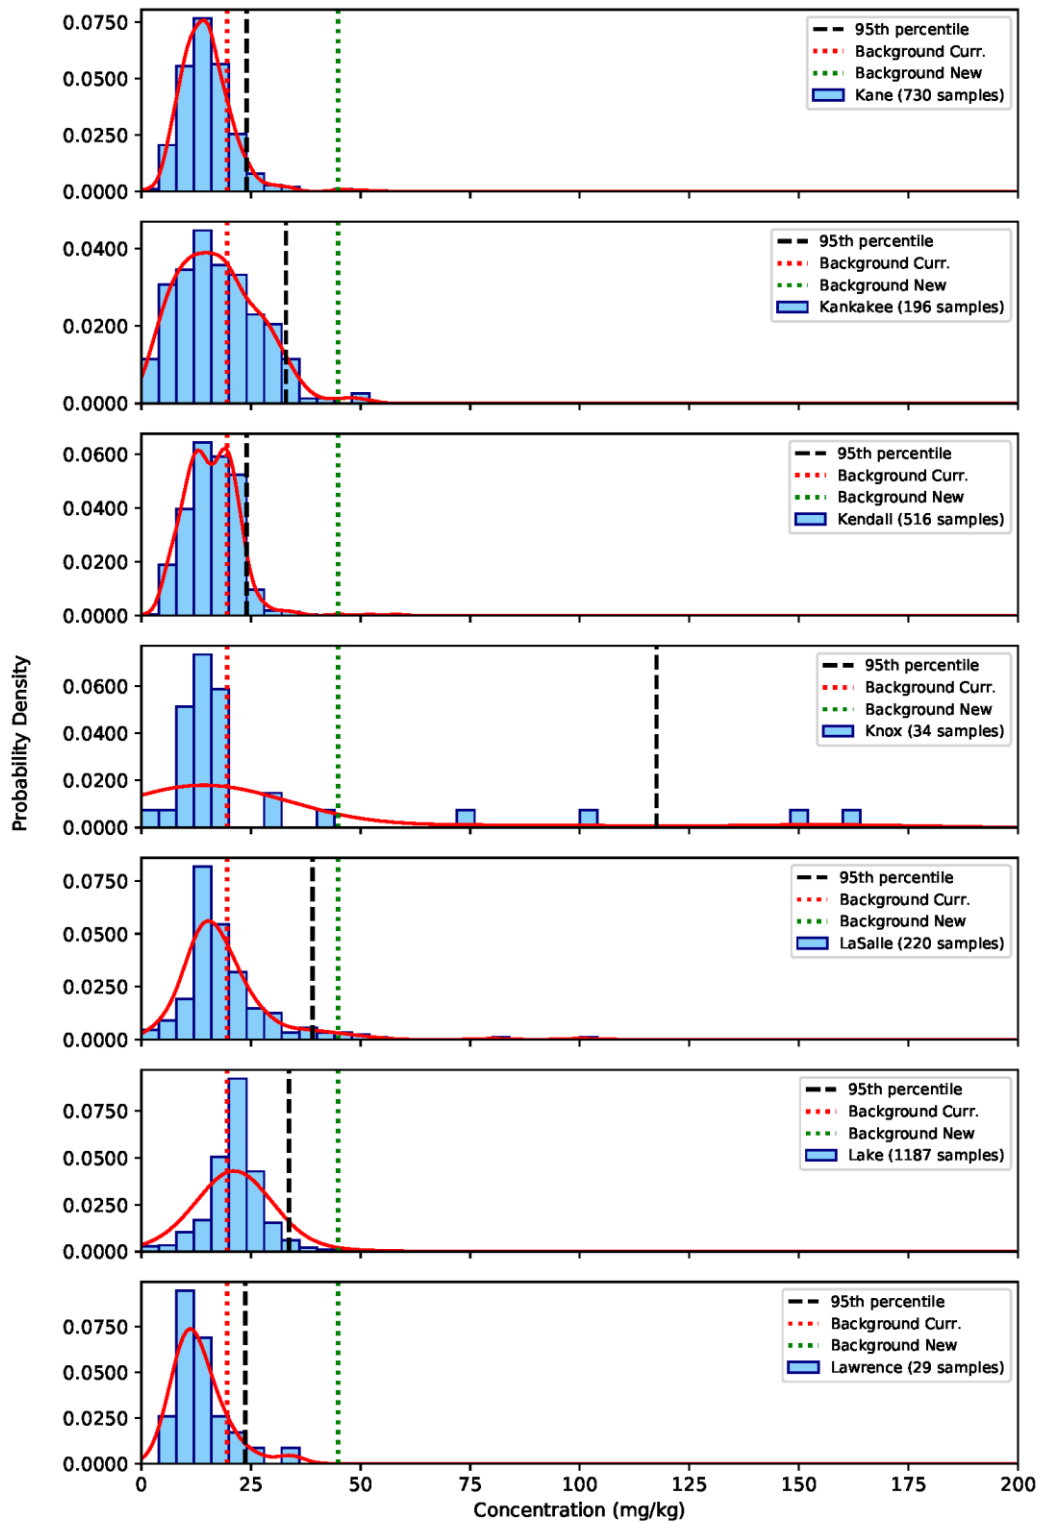 0.0750
0.0500
0.0250
0.0000
95th percentile
Background Curr.
Background New
Kane (730 samples)
0.0400
0.0200
0.0000
95th percentile
Background Curr.
Background New
Kankakee (196 samples)
0.0600
0.0400
0.0200
0.0000
95th percentile
Background Curr.
Background New
Kendall (516 samples)
Probability Density
0.0600
0.0400
0.0200
0.0000
95th percentile
Background Curr.
Background New
Knox (34 samples)
0.0750
0.0500
0.0250
0.0000
95th percentile
Background Curr.
Background New
LaSalle (220 samples)
0.0750
0.0500
0.0250
0.0000
95th percentile
Background Curr.
Background New
Lake (1187 samples)
0.0750
0.0500
0.0250
0.0000
95th percentile
Background Curr.
Background New
Lawrence (29 samples)
0 25 50 75 100 125 150 175 200
Concentration (mg/kg)